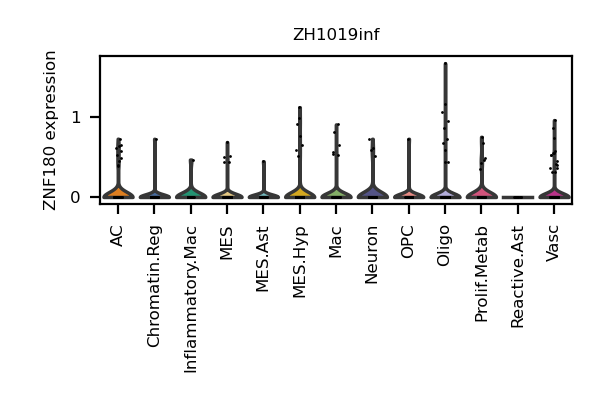 ZH1019inf
ZNF180 expression
1
0
AC
Chromatin.Reg
Inflammatory.Mac
MES
MES.Ast
MES.Hyp
Mac
Neuron
OPC
Oligo
Prolif.Metab
Reactive.Ast
Vasc